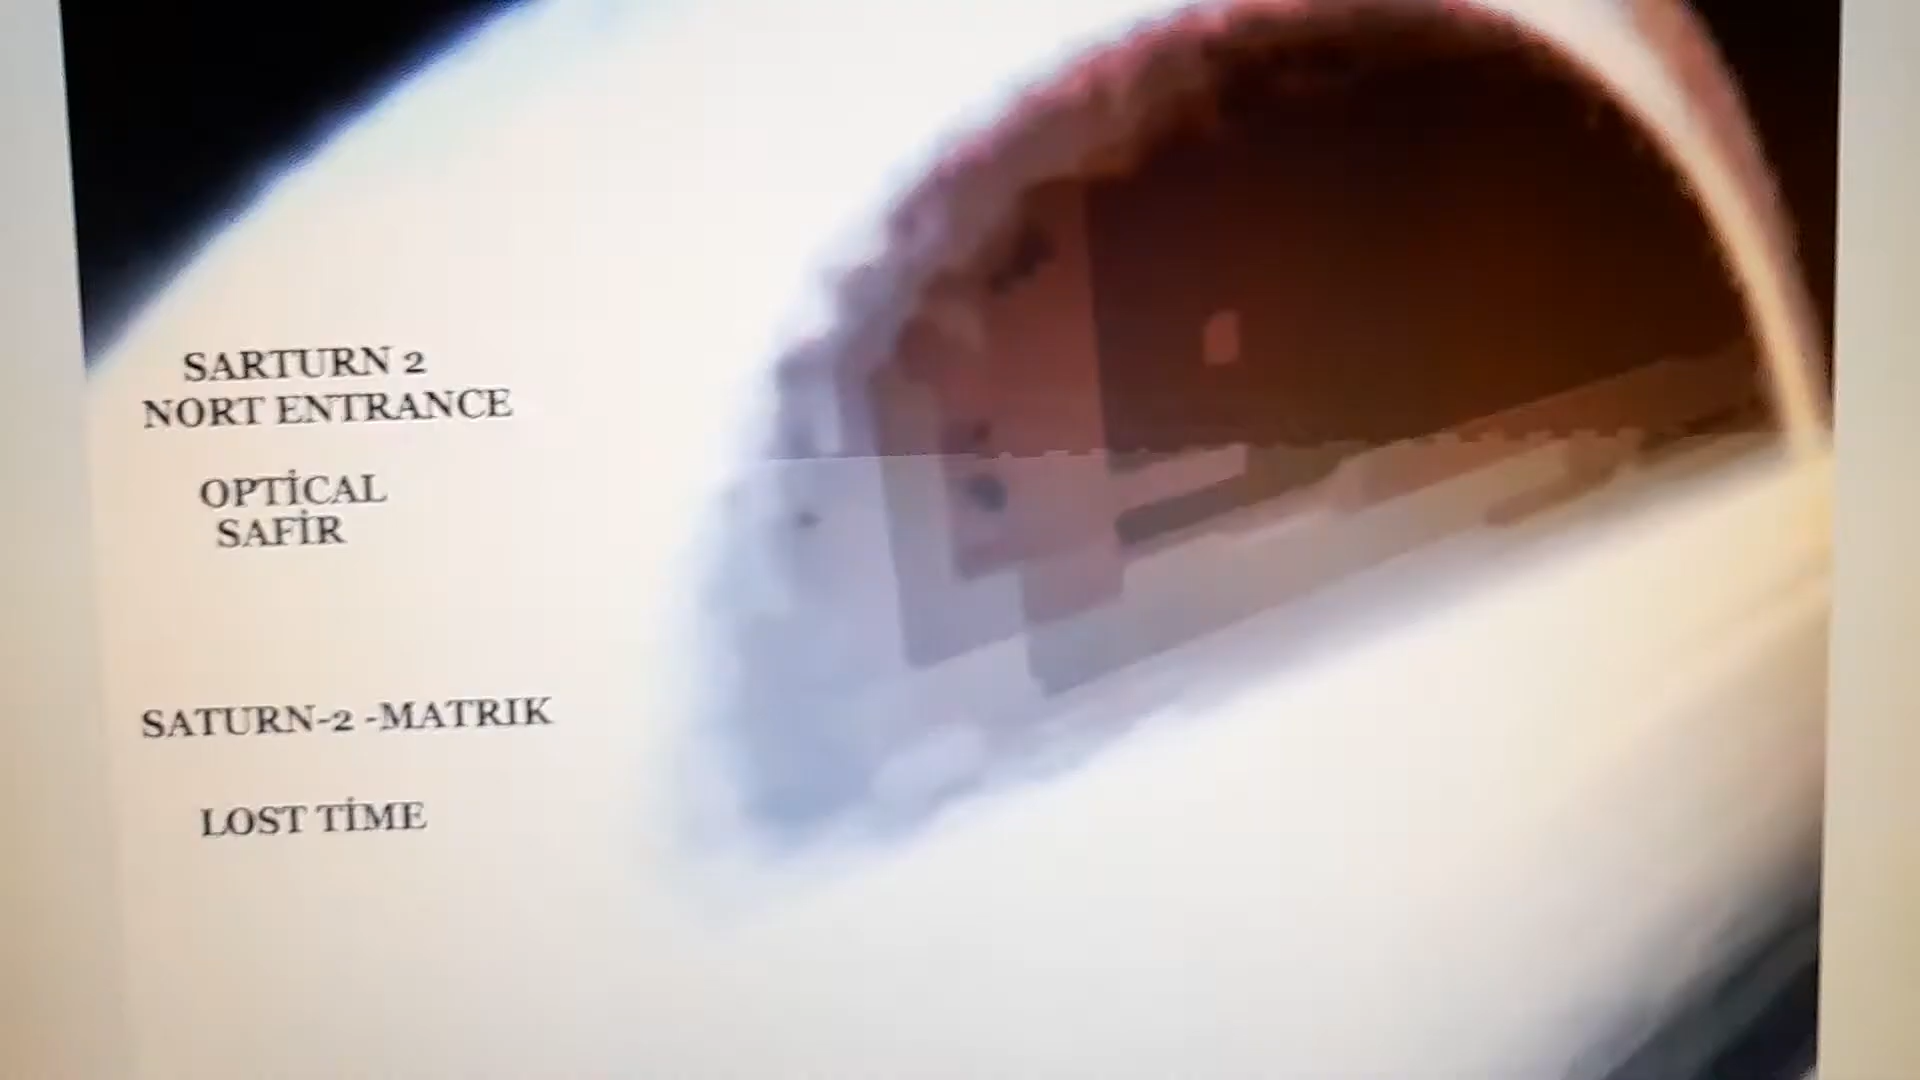 SARTURN 2
NORT ENTRANCE
OPTİCAL
SAFİR
SATURN-2 -MATRIK
LOST TİME